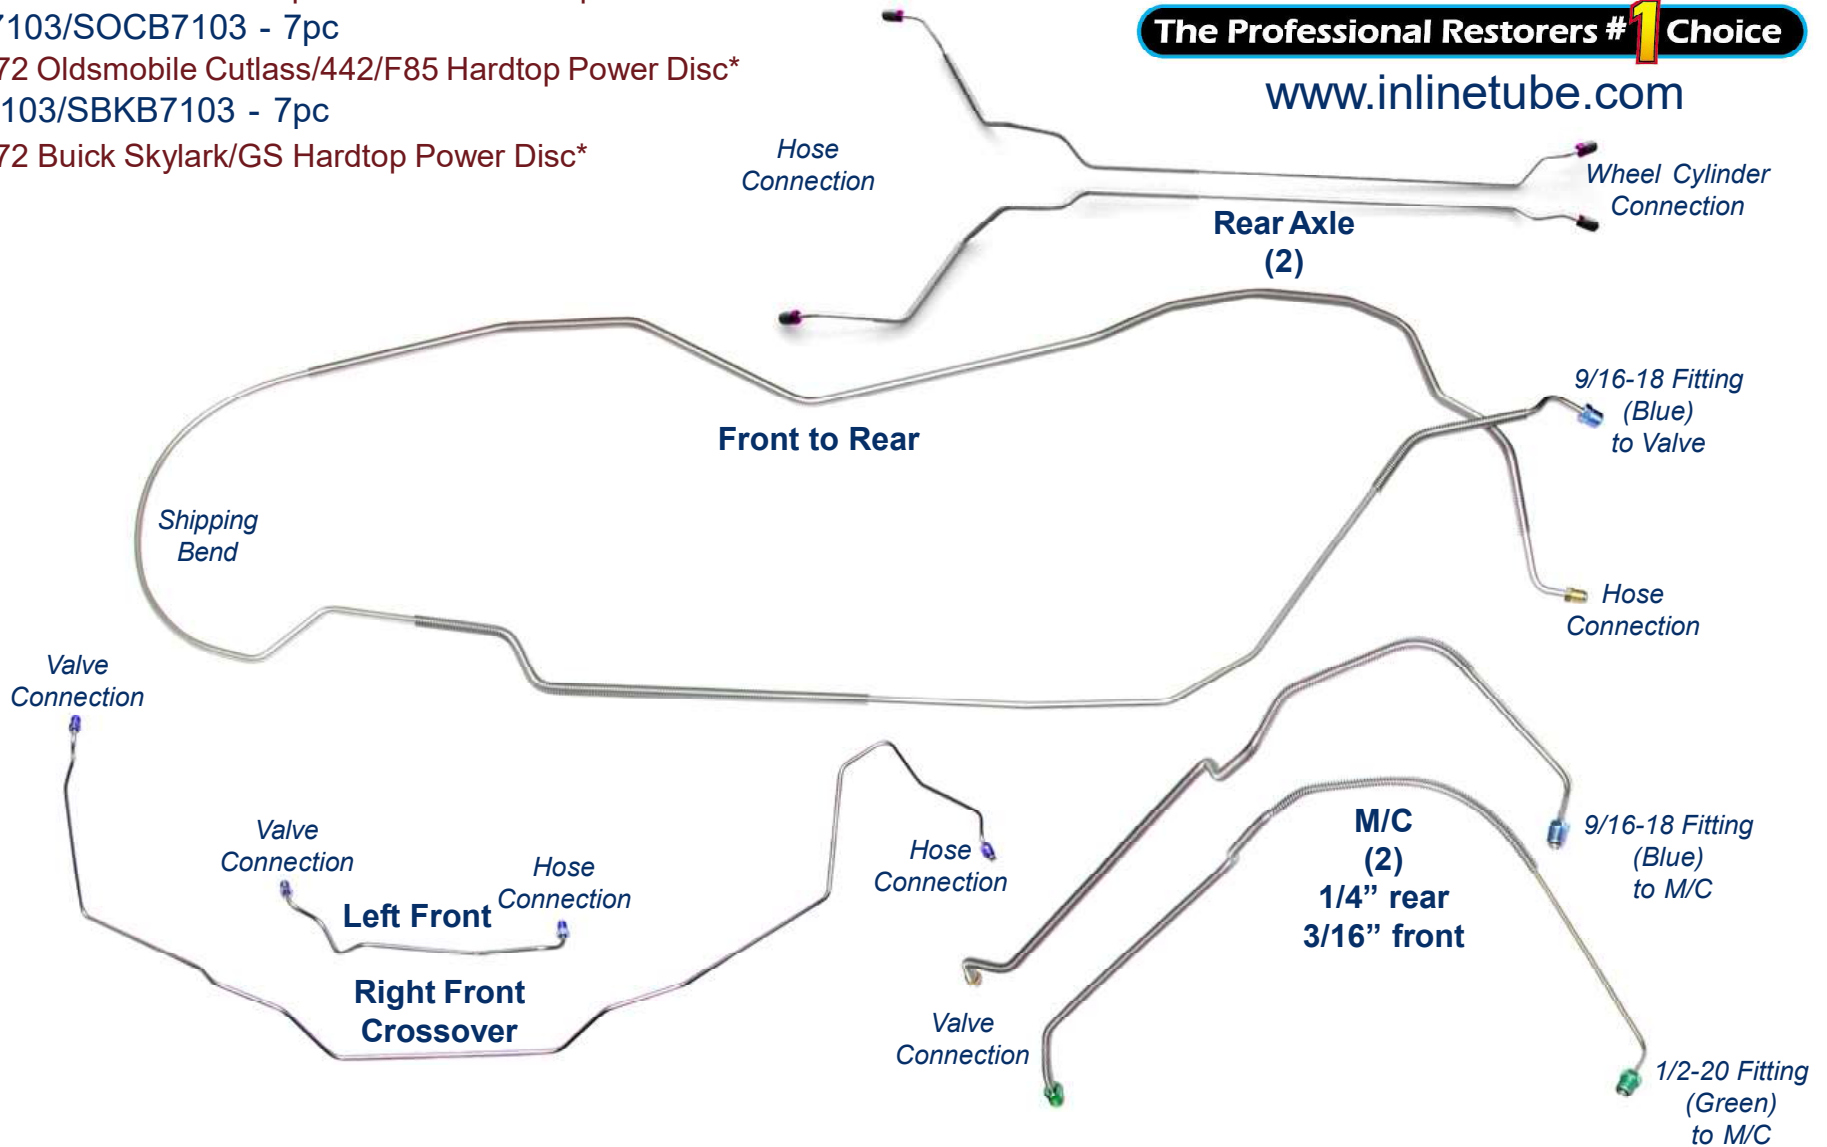 7103/SOCB7103 - 7pc
72 Oldsmobile Cutlass/442/F85 Hardtop Power Disc*
103/SBKB7103 - 7pc
72 Buick Skylark/GS Hardtop Power Disc*
The Professional Restorers #1 Choice
www.inlinetube.com
Hose
Connection
Wheel Cylinder
Connection
Rear Axle
(2)
9/16-18 Fitting
(Blue)
to Valve
Front to Rear
Shipping
Bend
Hose
Connection
Valve
Connection
Valve
Connection
Hose
Connection
Left Front
Right Front
Crossover
Hose
Connection
M/C
(2)
1/4” rear
3/16” front
9/16-18 Fitting
(Blue)
to M/C
Valve
Connection
1/2-20 Fitting
(Green)
to M/C